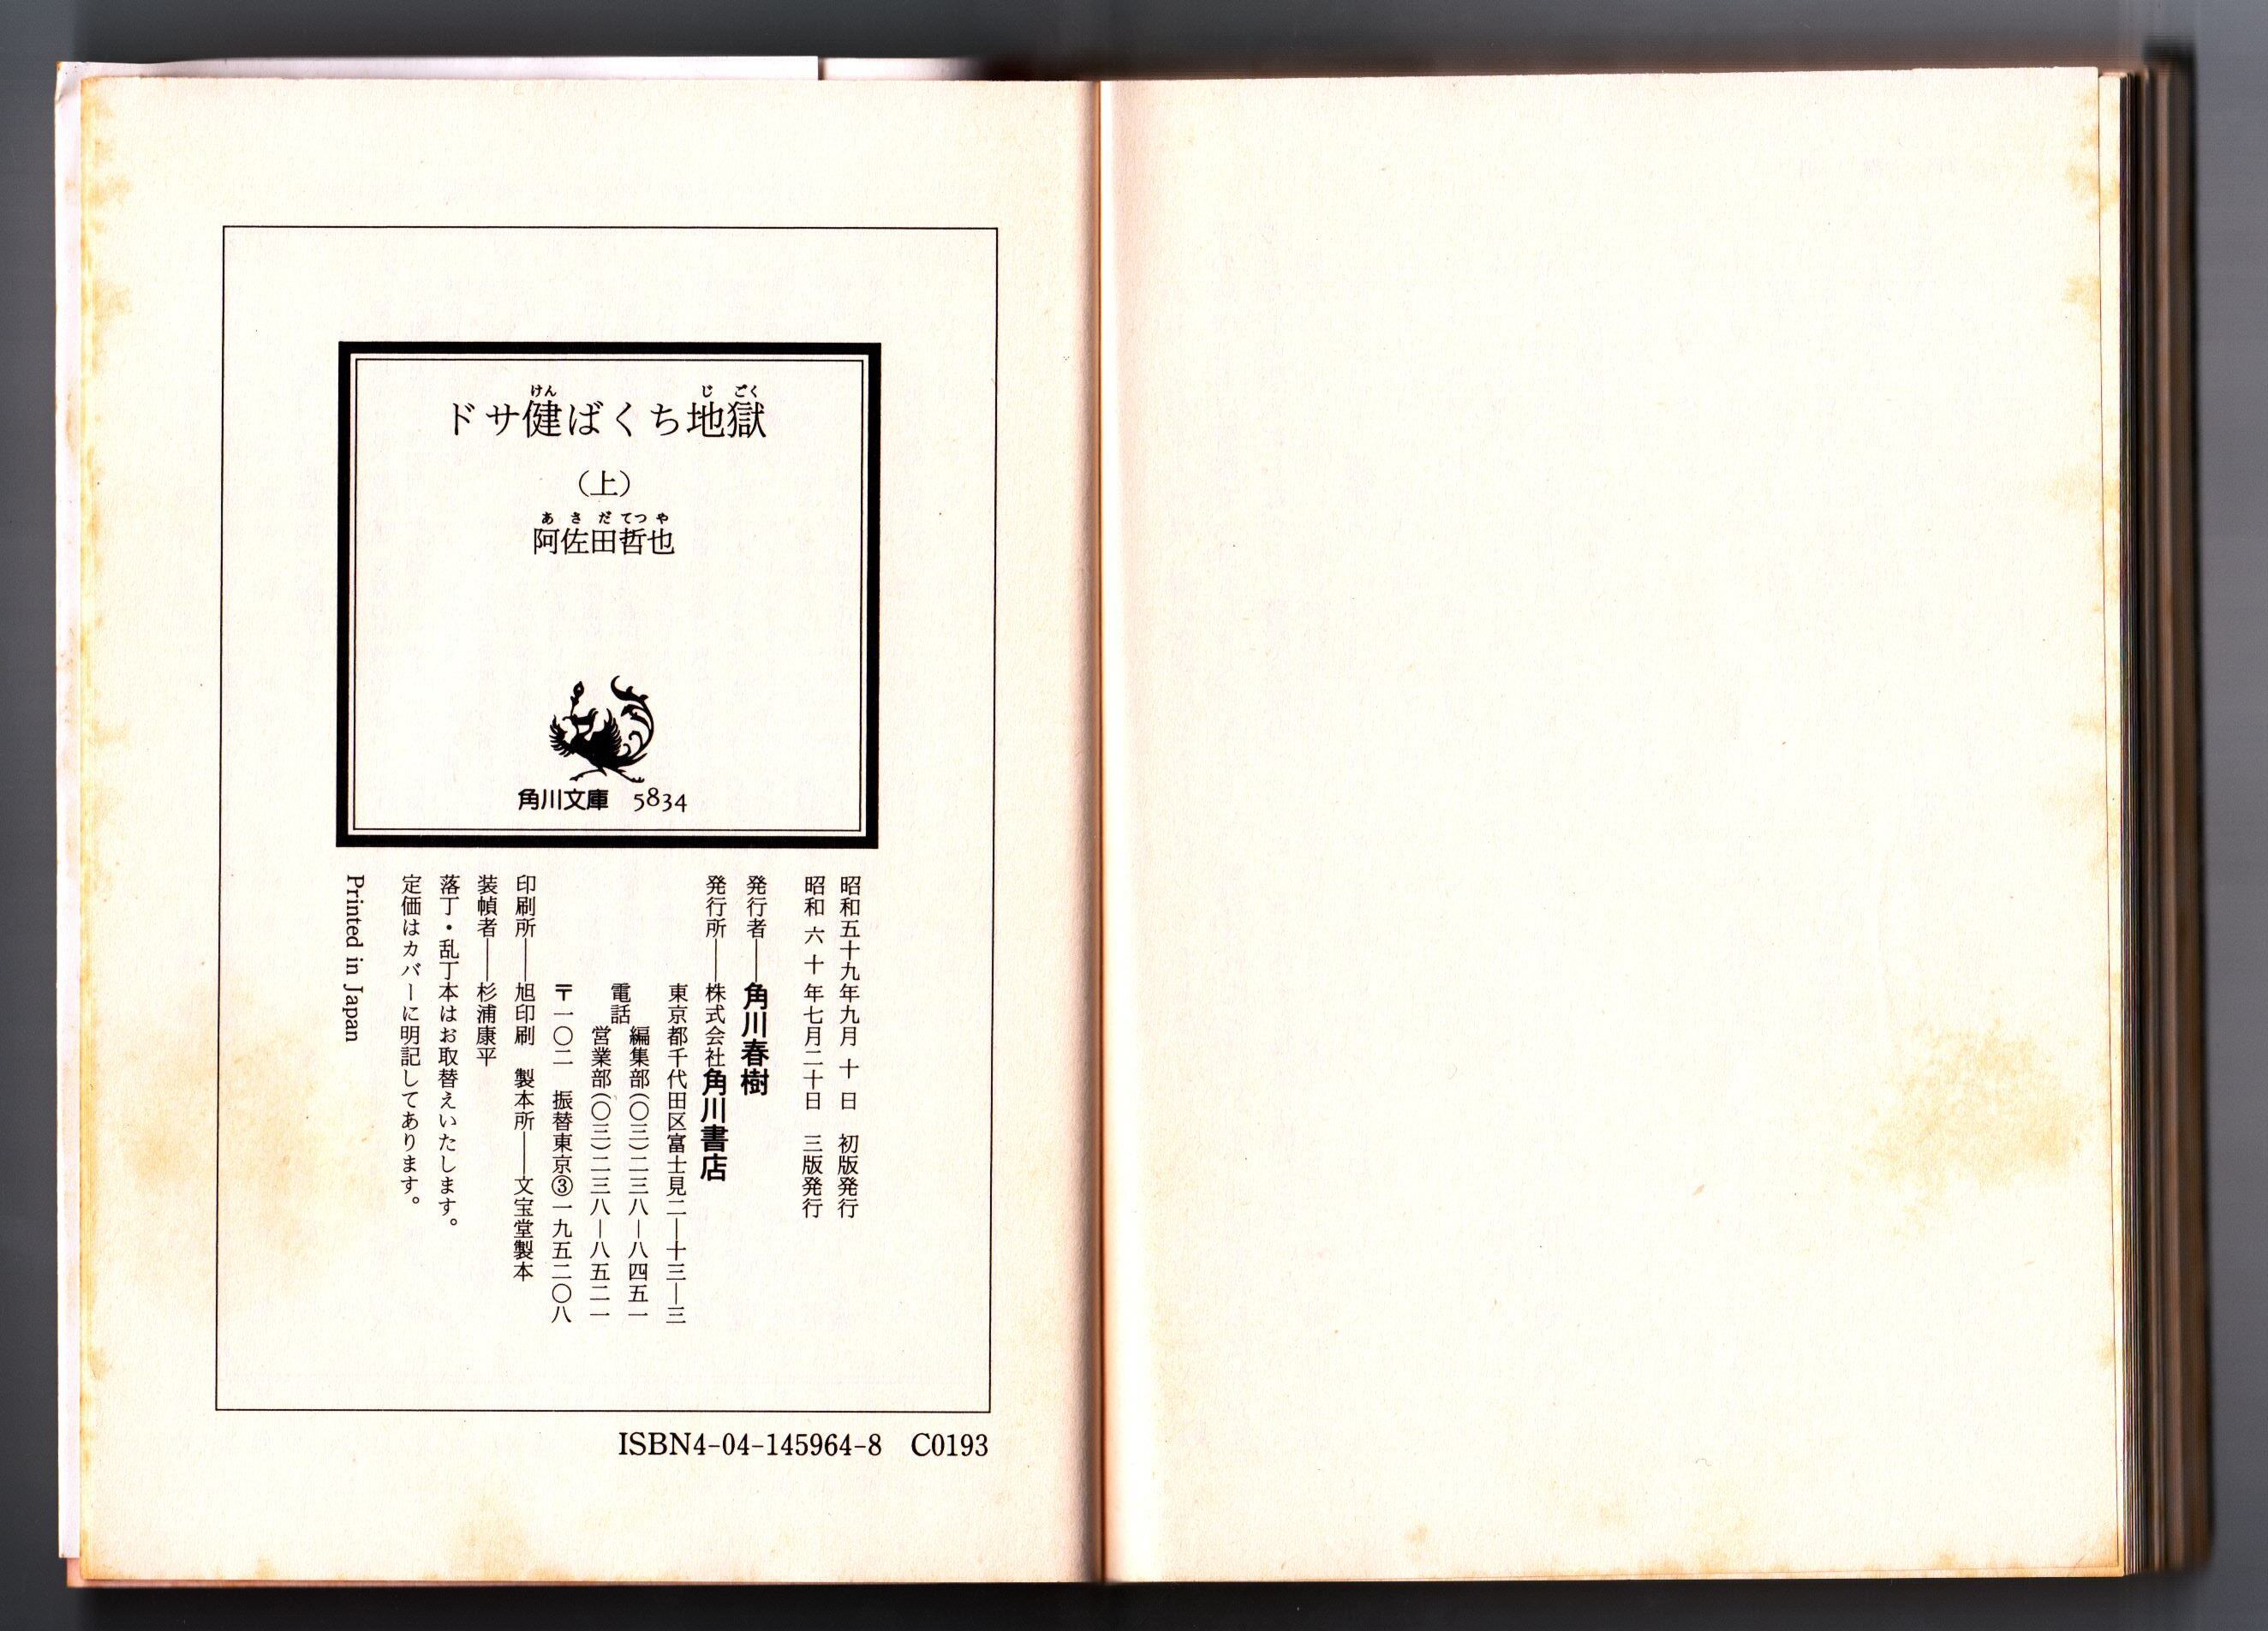 ドサ健ばくち地獄
けん
じごく
（上）
あさだてつや
阿佐田哲也
角川文庫 5834
昭和五十九年九月十日 初版発行
昭和六十年七月二十日 三版発行
発行者――角川春樹
発行所――株式会社角川書店
東京都千代田区富士見二―十三―三
電話 編集部(〇三)二三八―八四五一
営業部(〇三)二三八―八五二一
〒一〇二 振替東京③一九五二〇八
印刷所――旭印刷 製本所――文宝堂製本
装幀者――杉浦康平
落丁・乱丁本はお取替えいたします。
定価はカバーに明記してあります。
Printed in Japan
ISBN4-04-145964-8 C0193